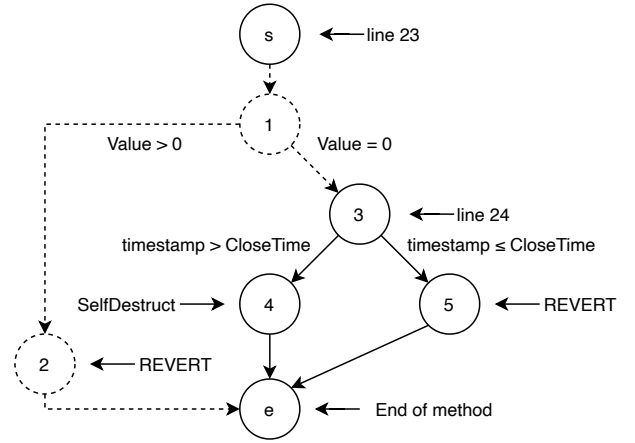 s
line 23
1
Value > 0
Value = 0
3
line 24
timestamp > CloseTime
timestamp ≤ CloseTime
SelfDestruct
4
5
REVERT
2
REVERT
e
End of method